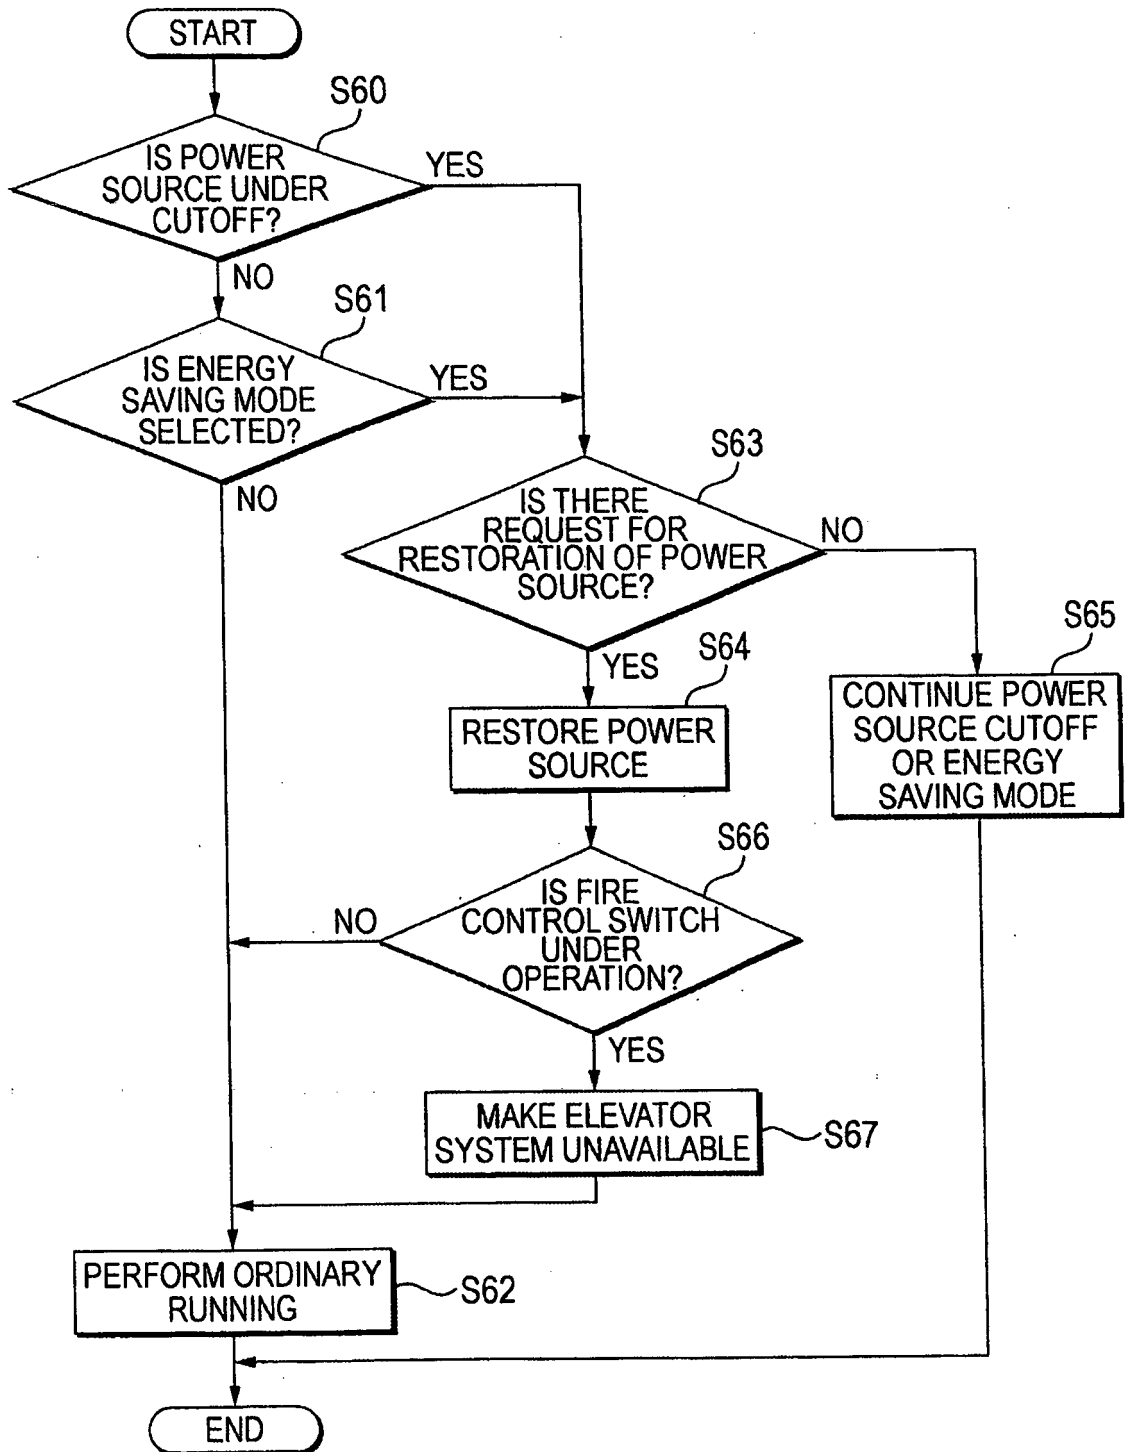 START
S60
IS POWER
SOURCE UNDER
CUTOFF?
YES
NO
S61
IS ENERGY
SAVING MODE
SELECTED?
YES
NO
S63
IS THERE
REQUEST FOR
RESTORATION OF POWER
SOURCE?
NO
YES
S64
RESTORE POWER
SOURCE
S65
CONTINUE POWER
SOURCE CUTOFF
OR ENERGY
SAVING MODE
S66
IS FIRE
CONTROL SWITCH
UNDER
OPERATION?
NO
YES
MAKE ELEVATOR
SYSTEM UNAVAILABLE
S67
PERFORM ORDINARY
RUNNING
S62
END